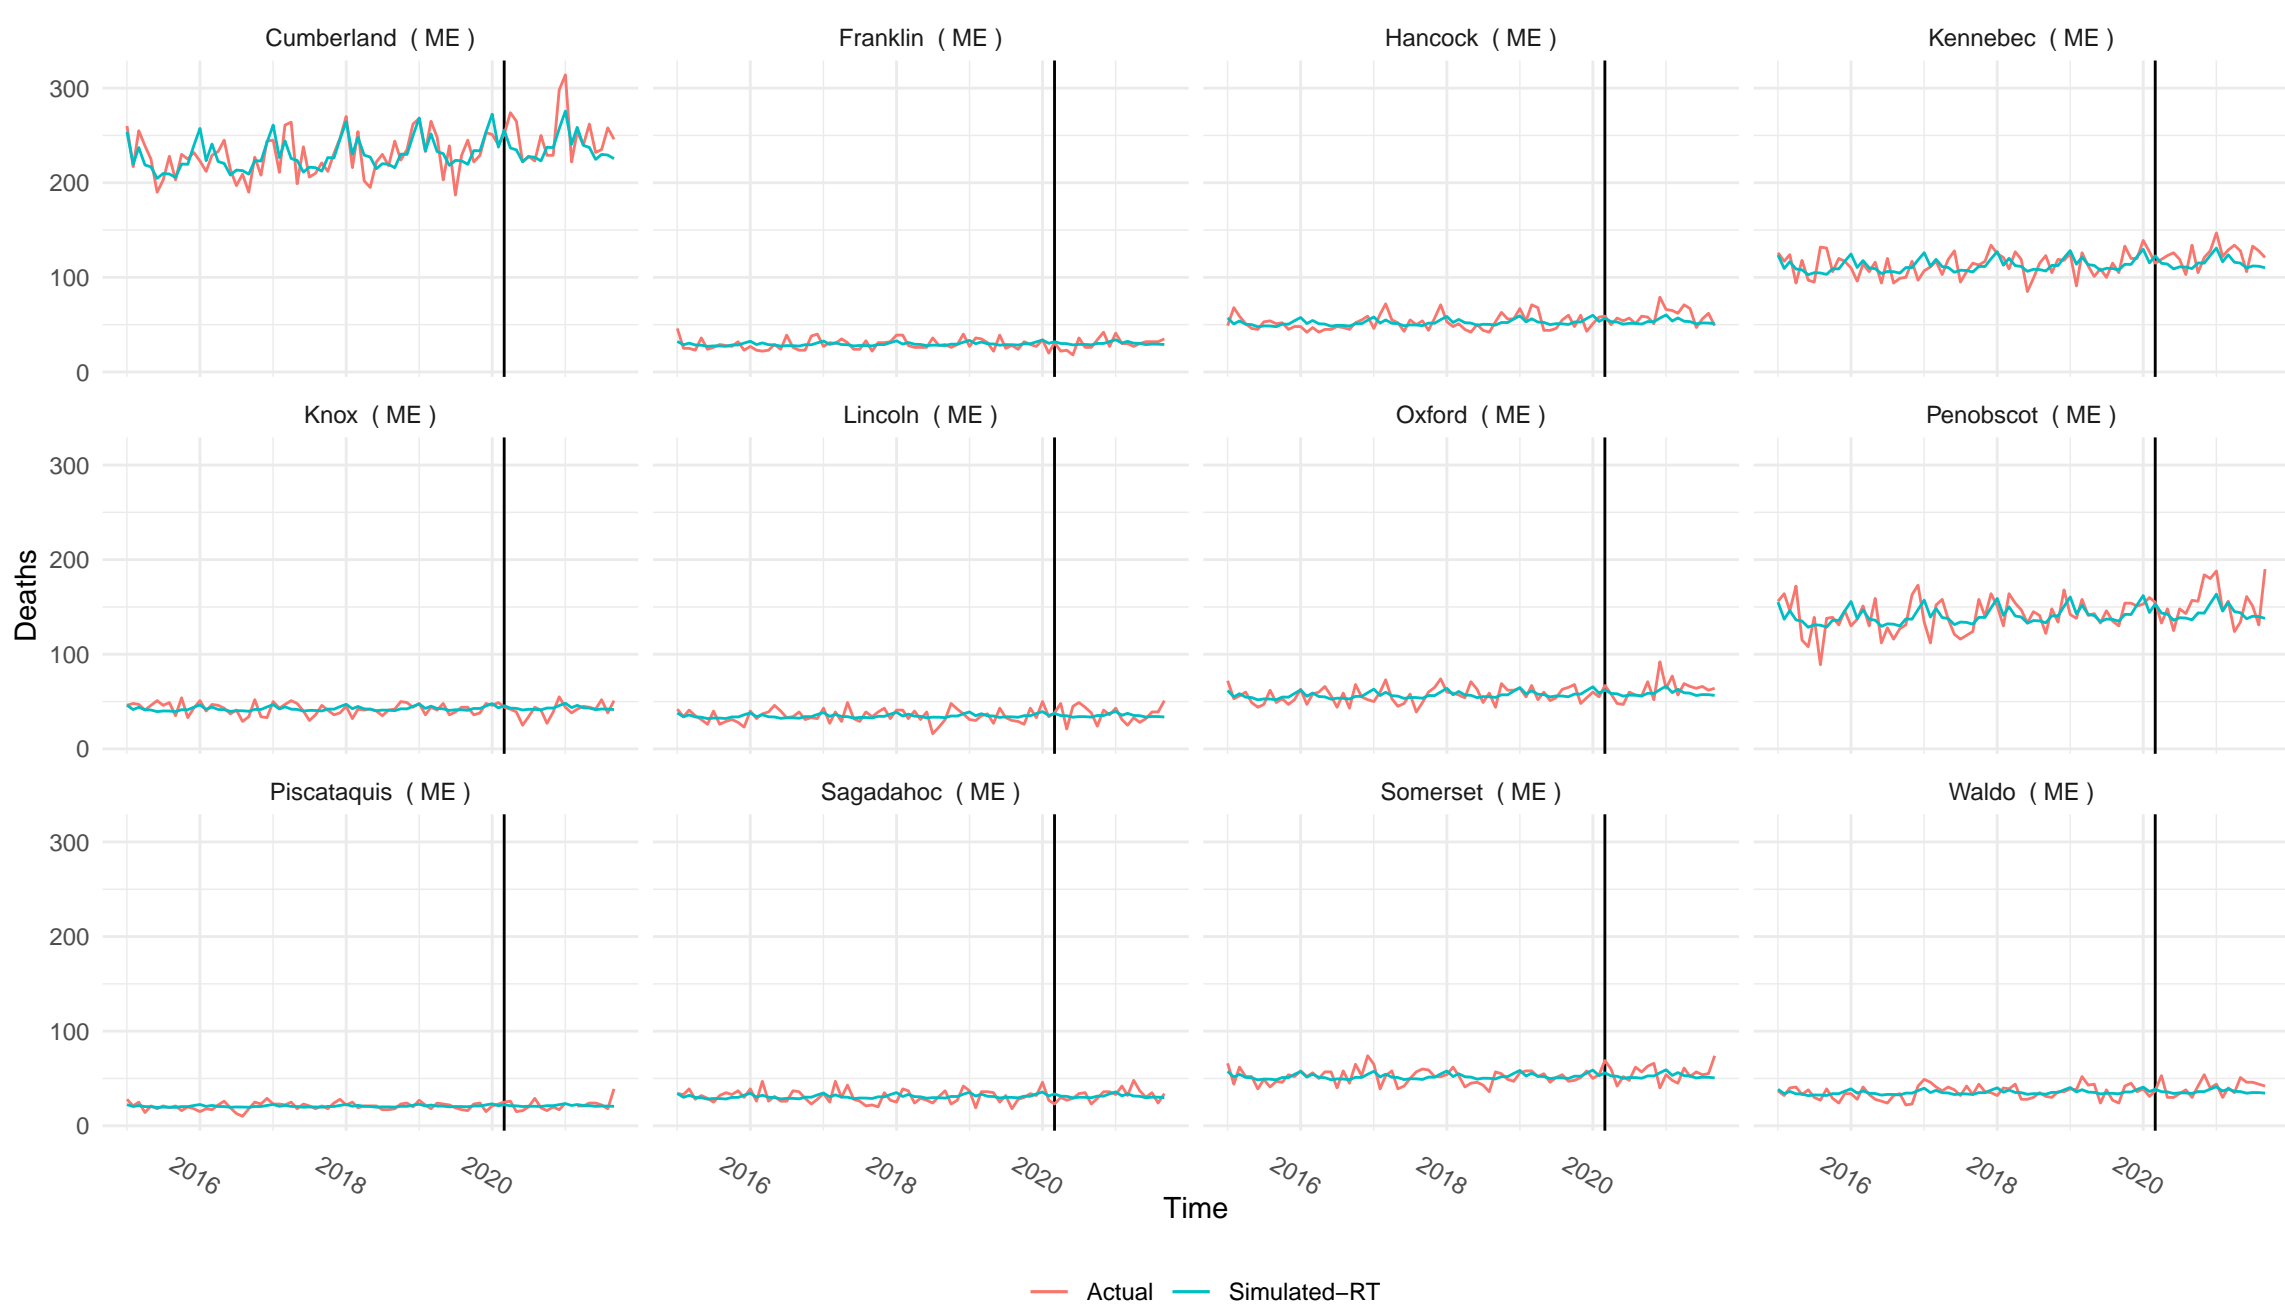 Cumberland ( ME )
Franklin ( ME )
Hancock ( ME )
Kennebec ( ME )
300
200
100
0
Knox ( ME )
Lincoln ( ME )
Oxford ( ME )
Penobscot ( ME )
300
200
100
0
Deaths
Piscataquis ( ME )
Sagadahoc ( ME )
Somerset ( ME )
Waldo ( ME )
300
200
100
0
2016
2018
2020
2016
2018
2020
2016
2018
2020
2016
2018
2020
Time
Actual
Simulated−RT